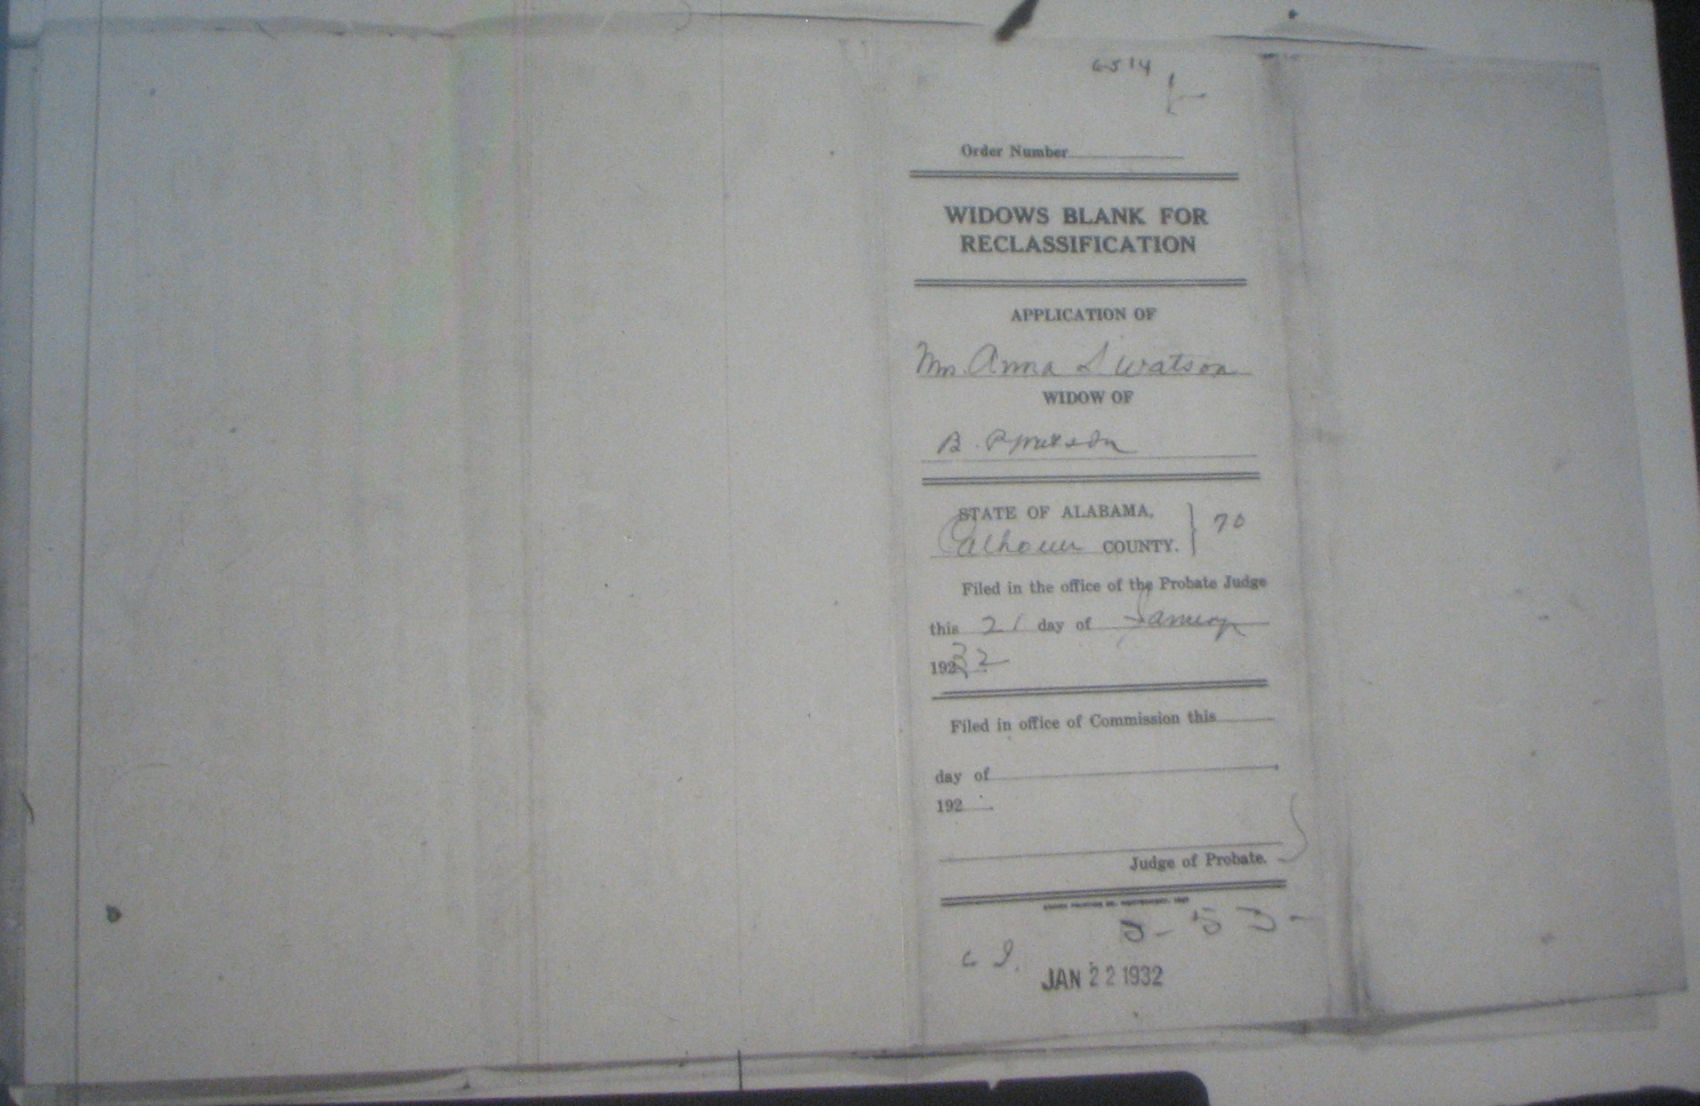 6514
Order Number
WIDOWS BLANK FOR
RECLASSIFICATION
APPLICATION OF
Mrs. Anna S Watson
WIDOW OF
B.
STATE OF ALABAMA,
Calhoun COUNTY. } 70
Filed in the office of the Probate Judge
this 21 day of January
19232
Filed in office of Commission this
day of
192
Judge of Probate.
JAN 22 1932